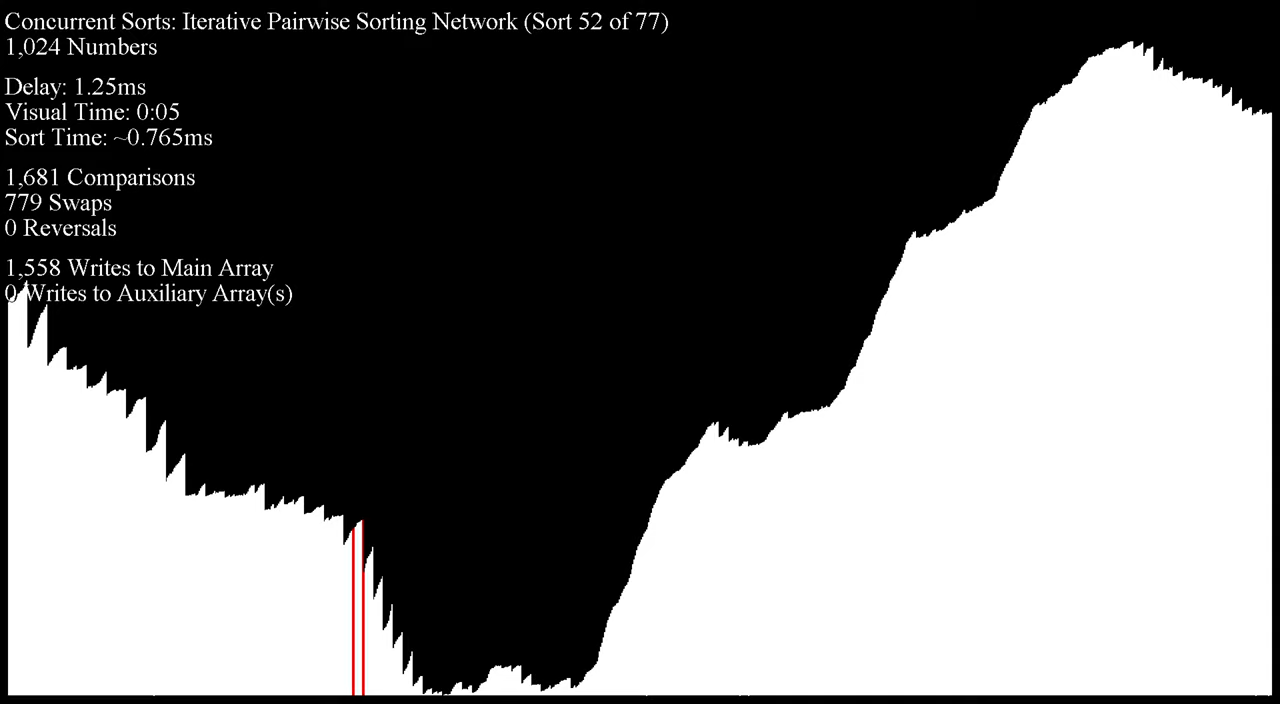 Concurrent Sorts: Iterative Pairwise Sorting Network (Sort 52 of 77)
1,024 Numbers
Delay: 1.25ms
Visual Time: 0:05
Sort Time: ~0.765ms
1,681 Comparisons
779 Swaps
0 Reversals
1,558 Writes to Main Array
0 Writes to Auxiliary Array(s)